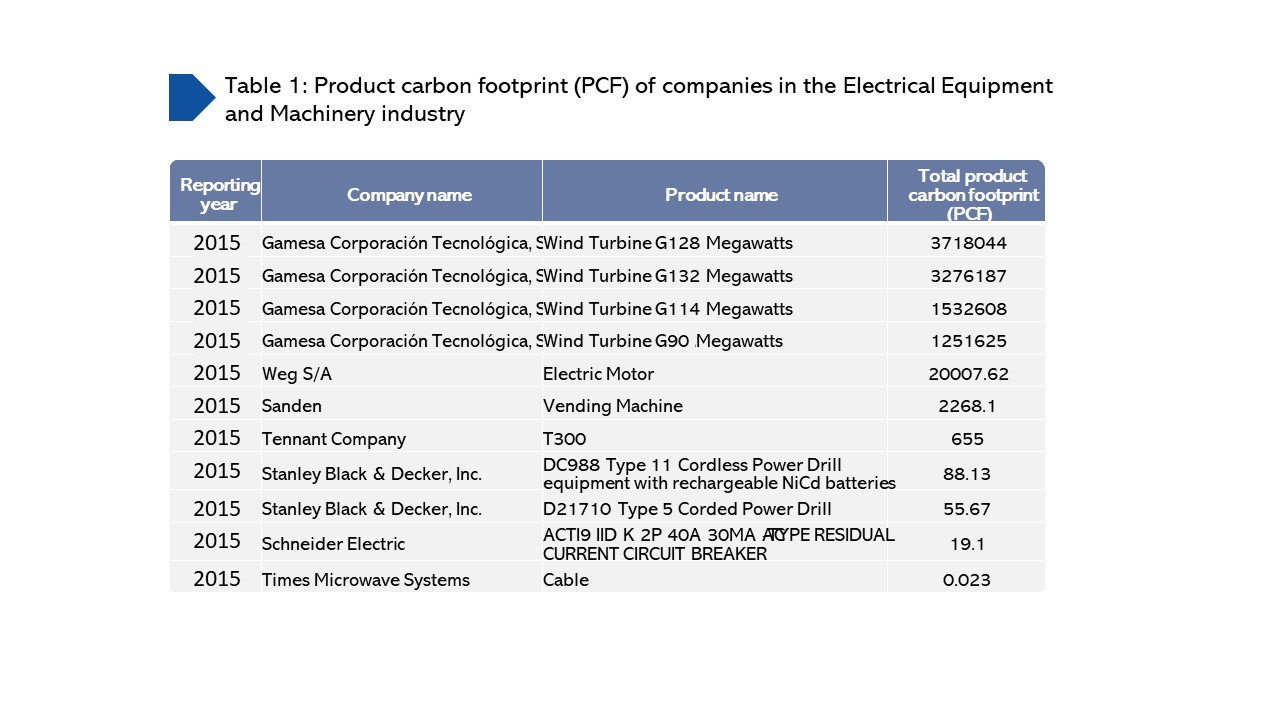 Table 1: Product carbon footprint (PCF) of companies in the Electrical Equipment
and Machinery industry
Reporting year Company name Product name Total product carbon footprint (PCF)
2015 Gamesa Corporación Tecnológica, S Wind Turbine G128 Megawatts 3718044
2015 Gamesa Corporación Tecnológica, S Wind Turbine G132 Megawatts 3276187
2015 Gamesa Corporación Tecnológica, S Wind Turbine G114 Megawatts 1532608
2015 Gamesa Corporación Tecnológica, S Wind Turbine G90 Megawatts 1251625
2015 Weg S/A Electric Motor 20007.62
2015 Sanden Vending Machine 2268.1
2015 Tennant Company T300 655
2015 Stanley Black & Decker, Inc. DC988 Type 11 Cordless Power Drill
equipment with rechargeable NiCd batteries 88.13
2015 Stanley Black & Decker, Inc. D21710 Type 5 Corded Power Drill 55.67
2015 Schneider Electric ACTI9 IID K 2P 40A 30MA AC TYPE RESIDUAL
CURRENT CIRCUIT BREAKER 19.1
2015 Times Microwave Systems Cable 0.023